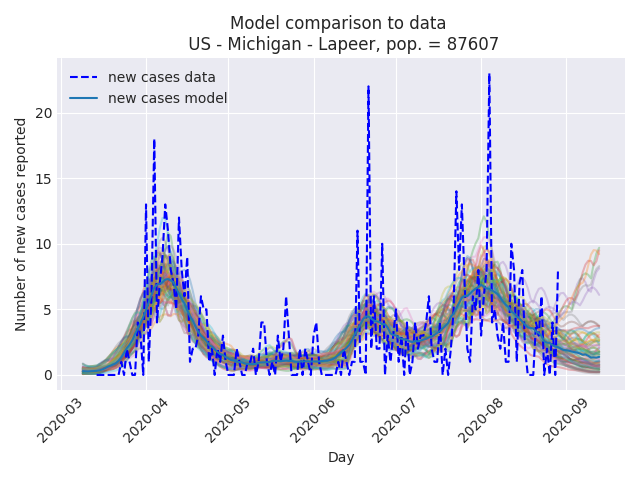 Model comparison to data
US - Michigan - Lapeer, pop. = 87607
new cases data
new cases model
Number of new cases reported
20
15
10
5
0
2020-03
2020-04
2020-05
2020-06
2020-07
2020-08
2020-09
Day